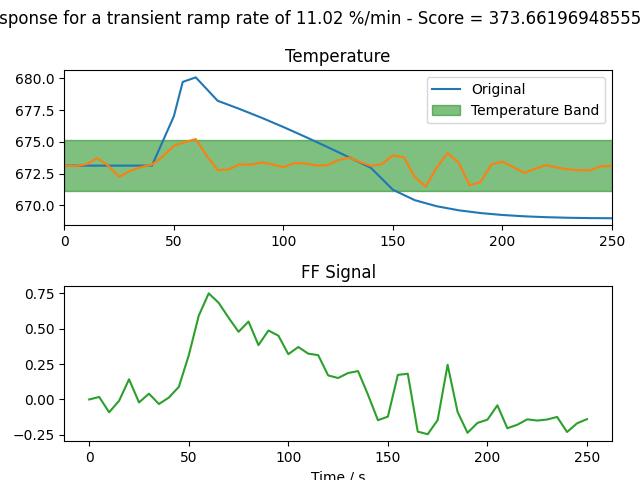 sponse for a transient ramp rate of 11.02 %/min - Score = 373.66196948555
Temperature
680.0
677.5
675.0
672.5
670.0
Original
Temperature Band
0 50 100 150 200 250
FF Signal
0.75
0.50
0.25
0.00
−0.25
0 50 100 150 200 250
Time / s